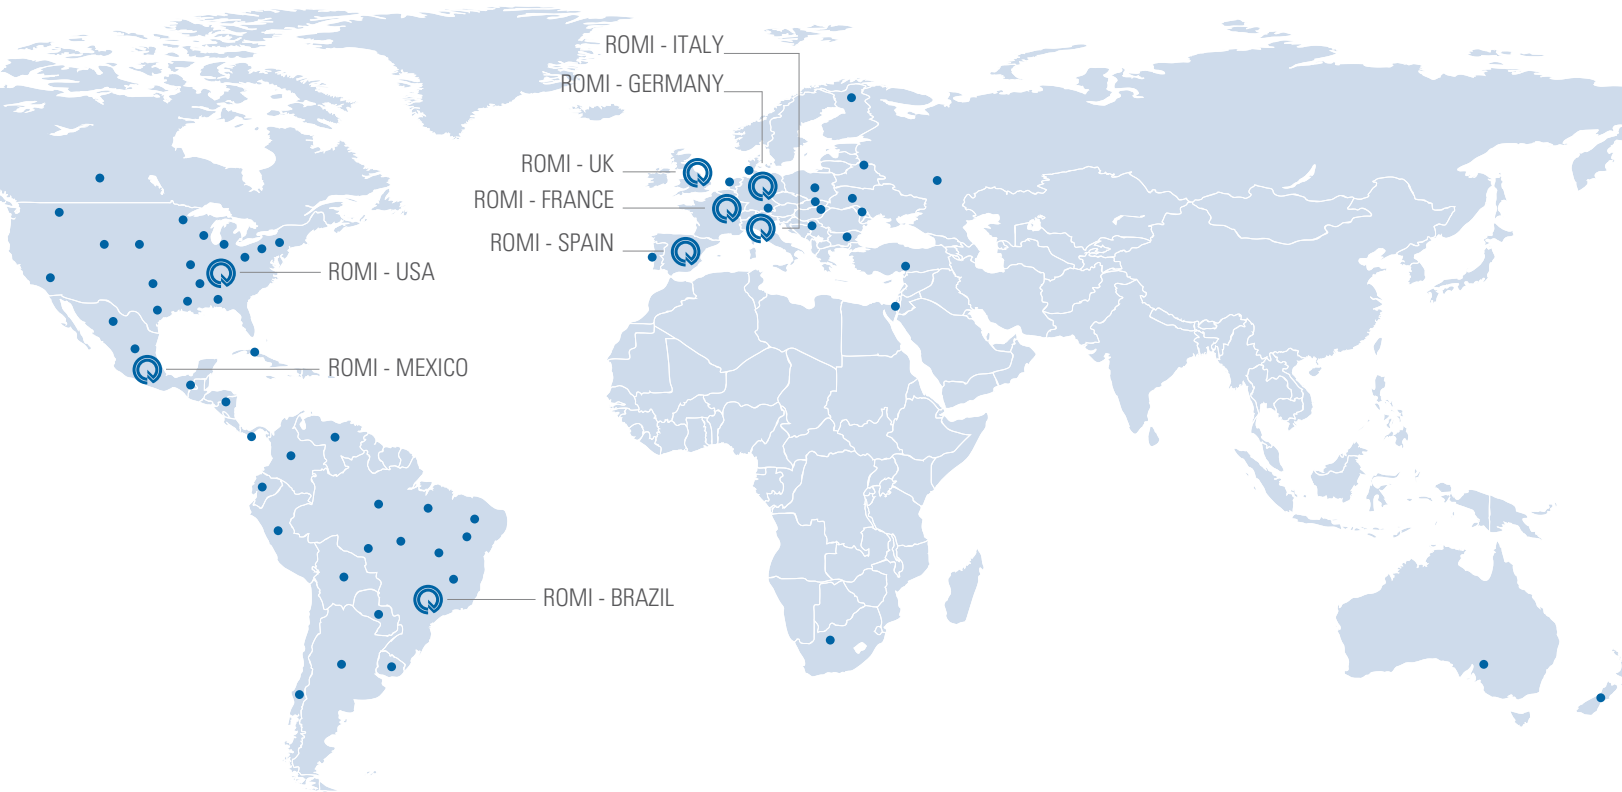 ROMI - ITALY
ROMI - GERMANY
ROMI - UK
ROMI - FRANCE
ROMI - SPAIN
ROMI - USA
ROMI - MEXICO
ROMI - BRAZIL